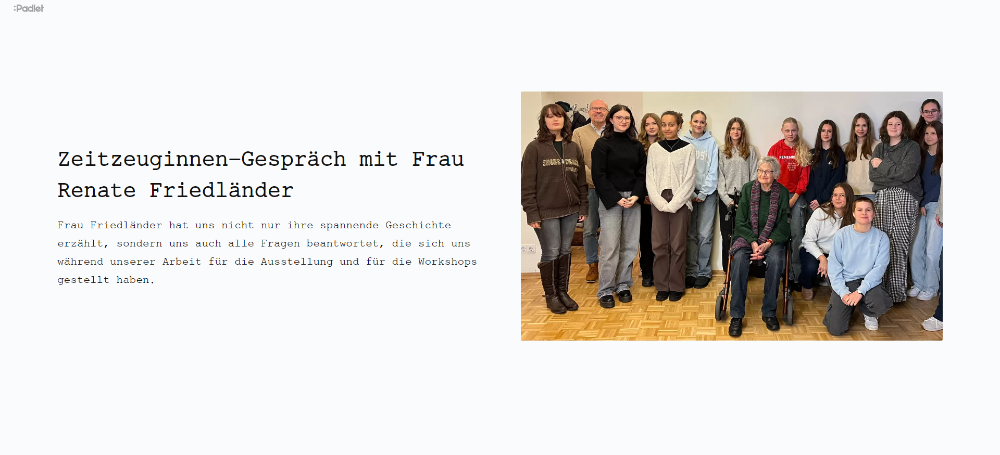 :Padlet
Zeitzeuginnen-Gespräch mit Frau
Renate Friedländer
Frau Friedländer hat uns nicht nur ihre spannende Geschichte
erzählt, sondern uns auch alle Fragen beantwortet, die sich uns
während unserer Arbeit für die Ausstellung und für die Workshops
gestellt haben.